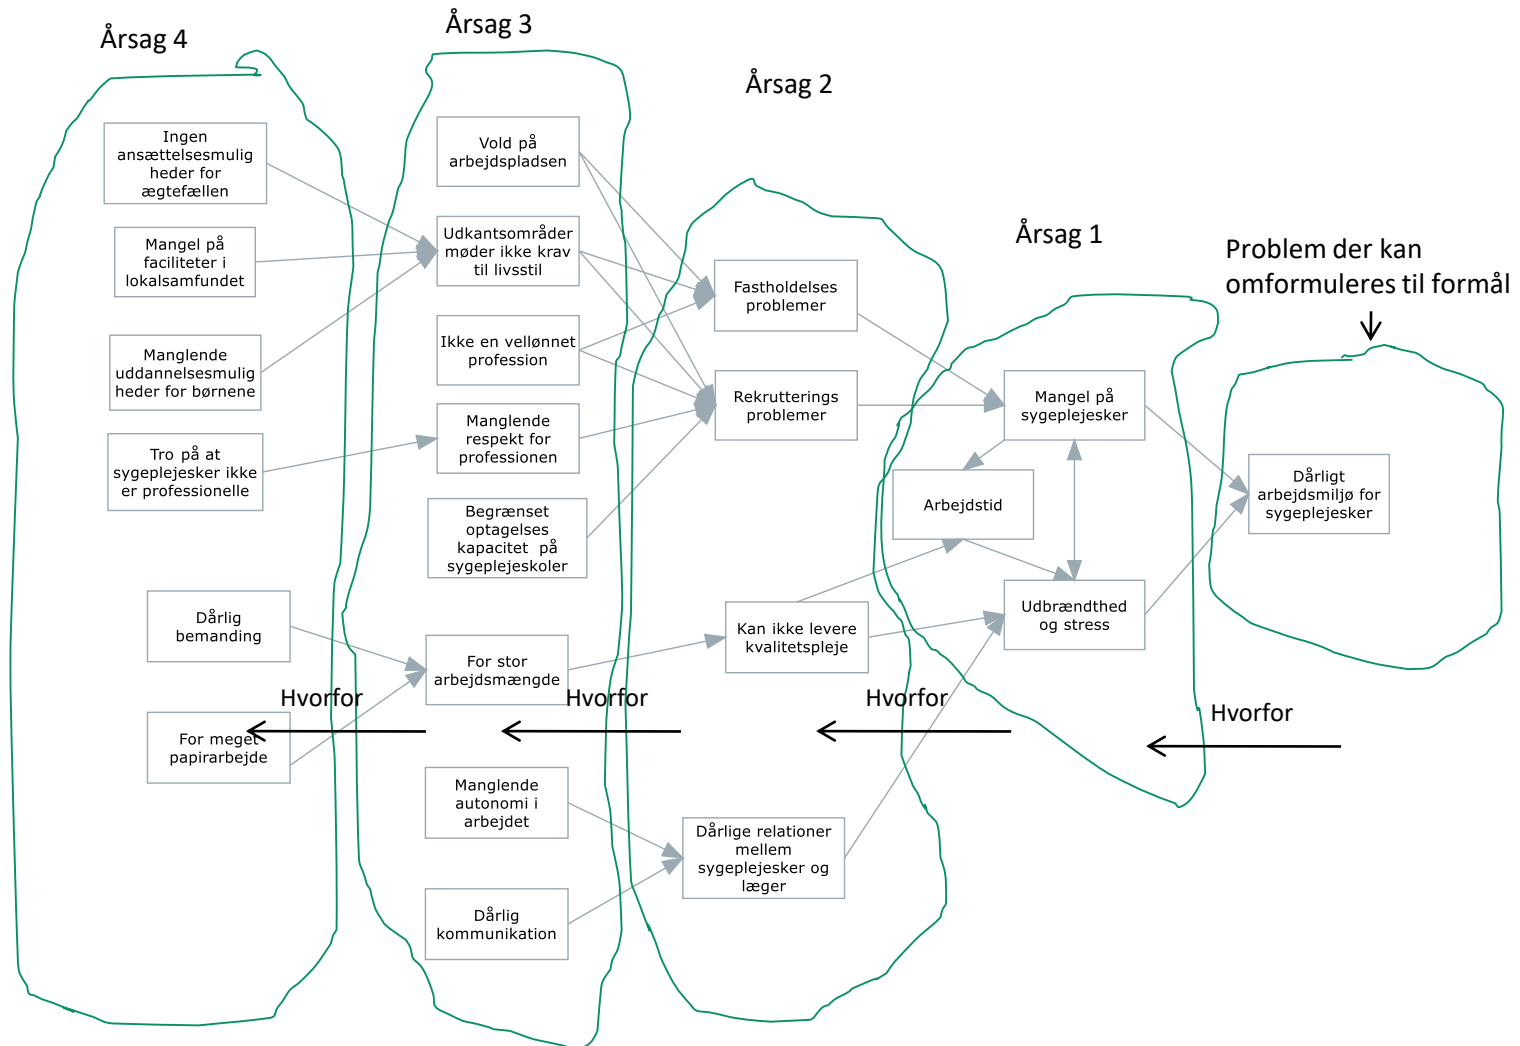 Årsag 4
Årsag 3
Årsag 2
Årsag 1
Problem der kan
omformuleres til formål
Ingen
ansættelsesmulig
heder for
ægtefællen
Mangel på
faciliteter i
lokalsamfundet
Manglende
uddannelsesmulig
heder for børnene
Tro på at
sygeplejesker ikke
er professionelle
Dårlig
bemanding
For meget
papirarbejde
Vold på
arbejdspladsen
Udkantsområder
møder ikke krav
til livsstil
Ikke en vellønnet
profession
Manglende
respekt for
professionen
Begrænset
optagelses
kapacitet på
sygeplejeskoler
For stor
arbejdsmængde
Manglende
autonomi i
arbejdet
Dårlig
kommunikation
Fastholdelses
problemer
Rekrutterings
problemer
Kan ikke levere
kvalitetspleje
Dårlige relationer
mellem
sygeplejesker og
læger
Mangel på
sygeplejesker
Arbejdstid
Udbrændthed
og stress
Dårligt
arbejdsmiljø for
sygeplejesker
Hvorfor
Hvorfor
Hvorfor
Hvorfor